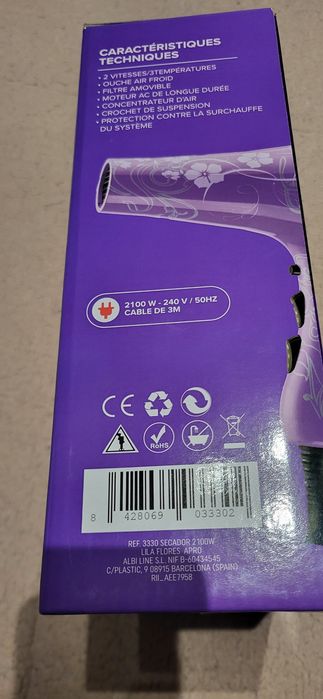 CARACTÉRISTIQUES
TECHNIQUES
• 2 VITESSES/3TEMPÉRATURES
• OUCHE AIR FROID
• FILTRE AMOVIBLE
• MOTEUR AC DE LONGUE DURÉE
• CONCENTRATEUR D'AIR
• CROCHET DE SUSPENSION
• PROTECTION CONTRE LA SURCHAUFFE
DU SYSTÈME
2100 W - 240 V / 50HZ
CABLE DE 3M
CE
RoHS
8 428069 033302
REF. 3330 SECADOR 2100W
LILA FLORES APRO
ALBI LINE S.L. NIF B-60434545
C/PLASTIC, 9 08915 BARCELONA (SPAIN)
RII_AEE7958